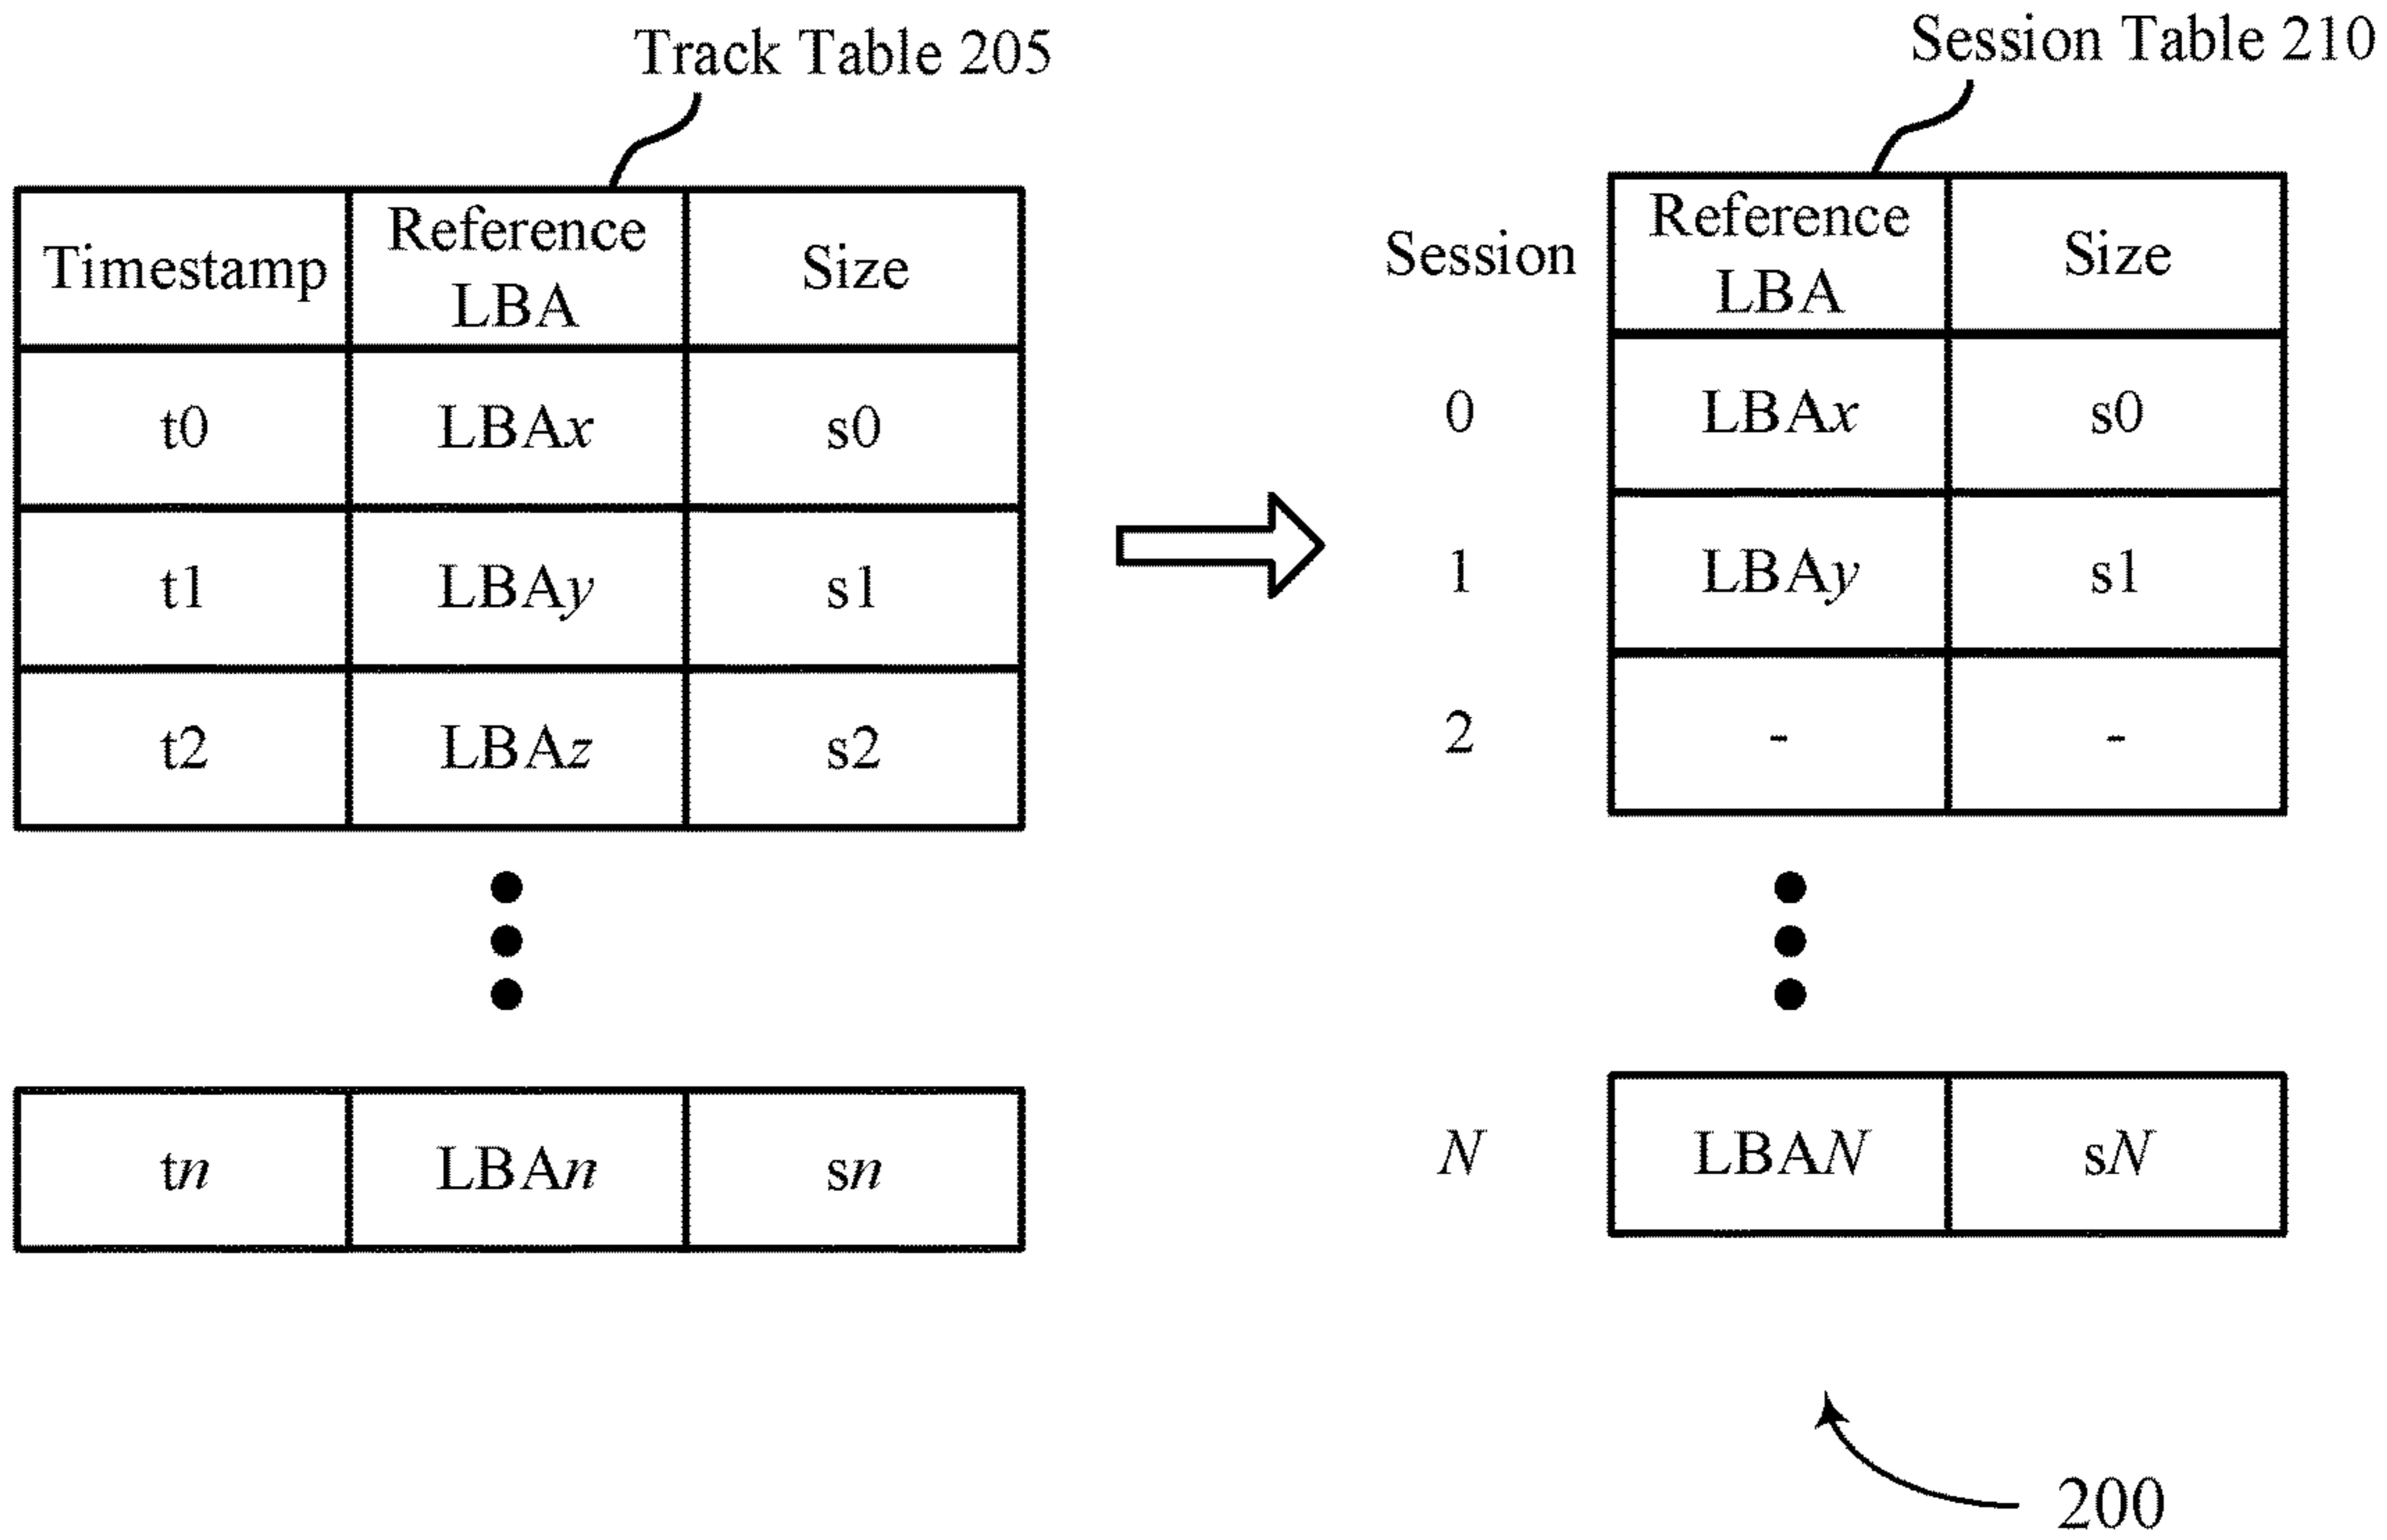 Track Table 205
Session Table 210
Timestamp
Reference
LBA
Size
t0
LBAx
s0
t1
LBAy
s1
t2
LBAz
s2
tn
LBAn
sn
Session
Reference
LBA
Size
0
LBAx
s0
1
LBAy
s1
2
-
-
N
LBAN
sN
200